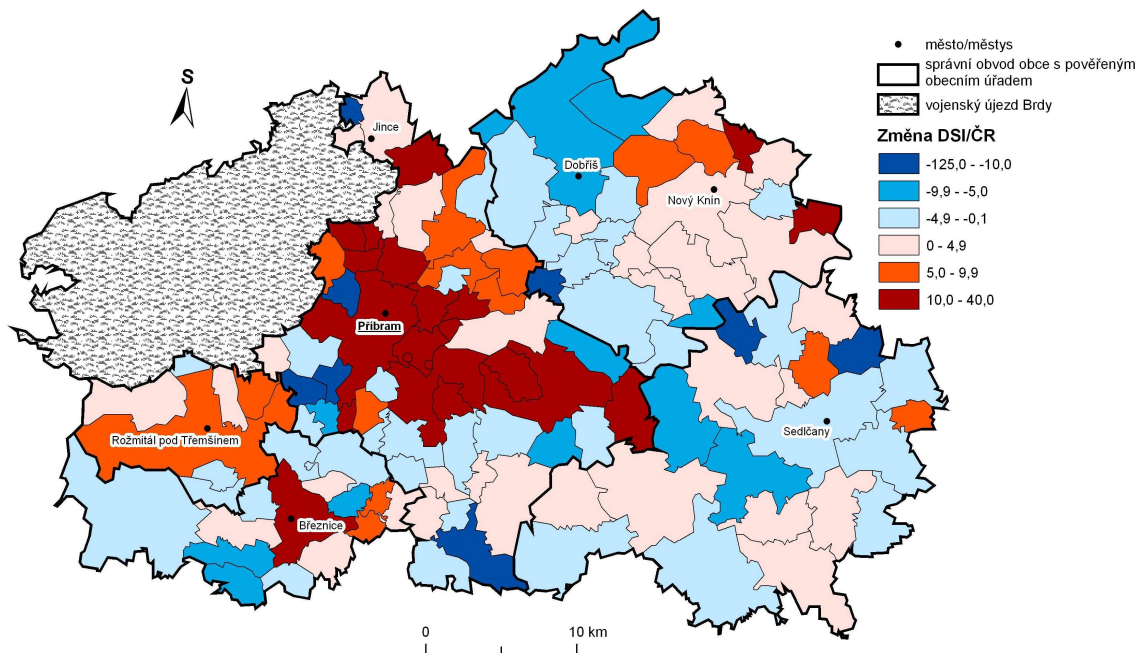 S
město/městys
správní obvod obce s pověřeným
obecním úřadem
vojenský újezd Brdy
Změna DSI/ČR
-125,0 - -10,0
-9,9 - -5,0
-4,9 - -0,1
0 - 4,9
5,0 - 9,9
10,0 - 40,0
Jince
Dobříš
Nový Knín
Příbram
Rožmitál pod Třemšínem
Sedlčany
Březnice
0 10 km